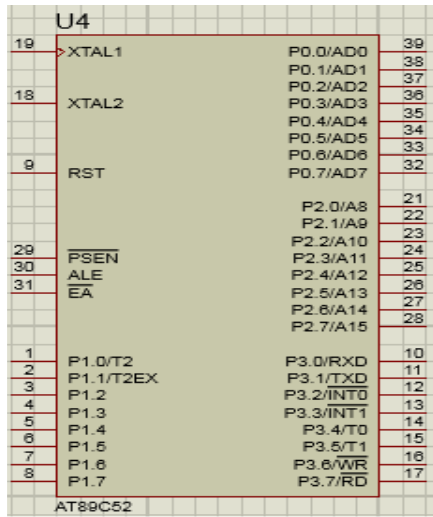 U4
19 XTAL1 P0.0/AD0 39
P0.1/AD1 38
P0.2/AD2 37
18 XTAL2 P0.3/AD3 36
P0.4/AD4 35
P0.5/AD5 34
P0.6/AD6 33
9 RST P0.7/AD7 32
P2.0/A8 21
P2.1/A9 22
P2.2/A10 23
29 PSEN P2.3/A11 24
30 ALE P2.4/A12 25
31 EA P2.5/A13 26
P2.6/A14 27
P2.7/A15 28
1 P1.0/T2 P3.0/RXD 10
2 P1.1/T2EX P3.1/TXD 11
3 P1.2 P3.2/INT0 12
4 P1.3 P3.3/INT1 13
5 P1.4 P3.4/T0 14
6 P1.5 P3.5/T1 15
7 P1.6 P3.6/WR 16
8 P1.7 P3.7/RD 17
AT89C52